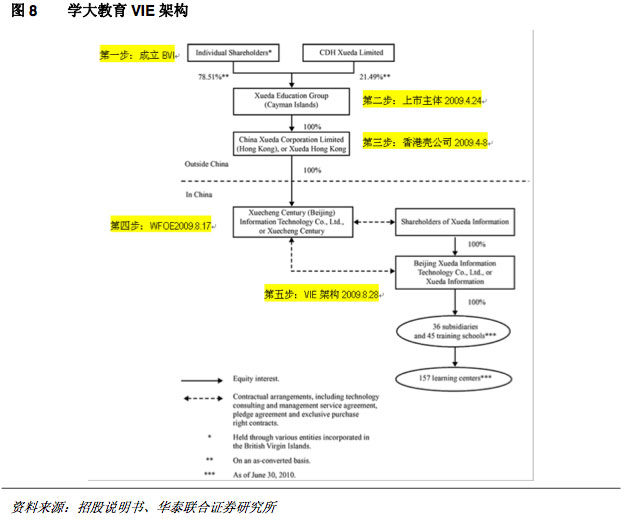 图 8 学大教育 VIE 架构
第一步：成立 BVI
Individual Shareholders*
CDH Xueda Limited
78.51%**
21.49%**
Xueda Education Group
(Cayman Islands)
第二步：上市主体 2009.4.24
100%
China Xueda Corporation Limited
(Hong Kong), or Xueda Hong Kong
第三步：香港壳公司 2009.4-8
Outside China
100%
In China
Xuecheng Century (Beijing)
Information Technology Co., Ltd.,
or Xuecheng Century
Shareholders of Xueda Information
第四步：WFOE2009.8.17
100%
Beijing Xueda Information
Technology Co., Ltd., or
Xueda Information
第五步：VIE 架构 2009.8.28
100%
36 subsidiaries
and 45 training schools***
157 learning centers***
Equity interest.
Contractual arrangements, including technology
consulting and management service agreement,
pledge agreement and exclusive purchase
right contracts.
* Held through various entities incorporated in
the British Virgin Islands.
** On an as-converted basis.
*** As of June 30, 2010.
资料来源：招股说明书、华泰联合证券研究所